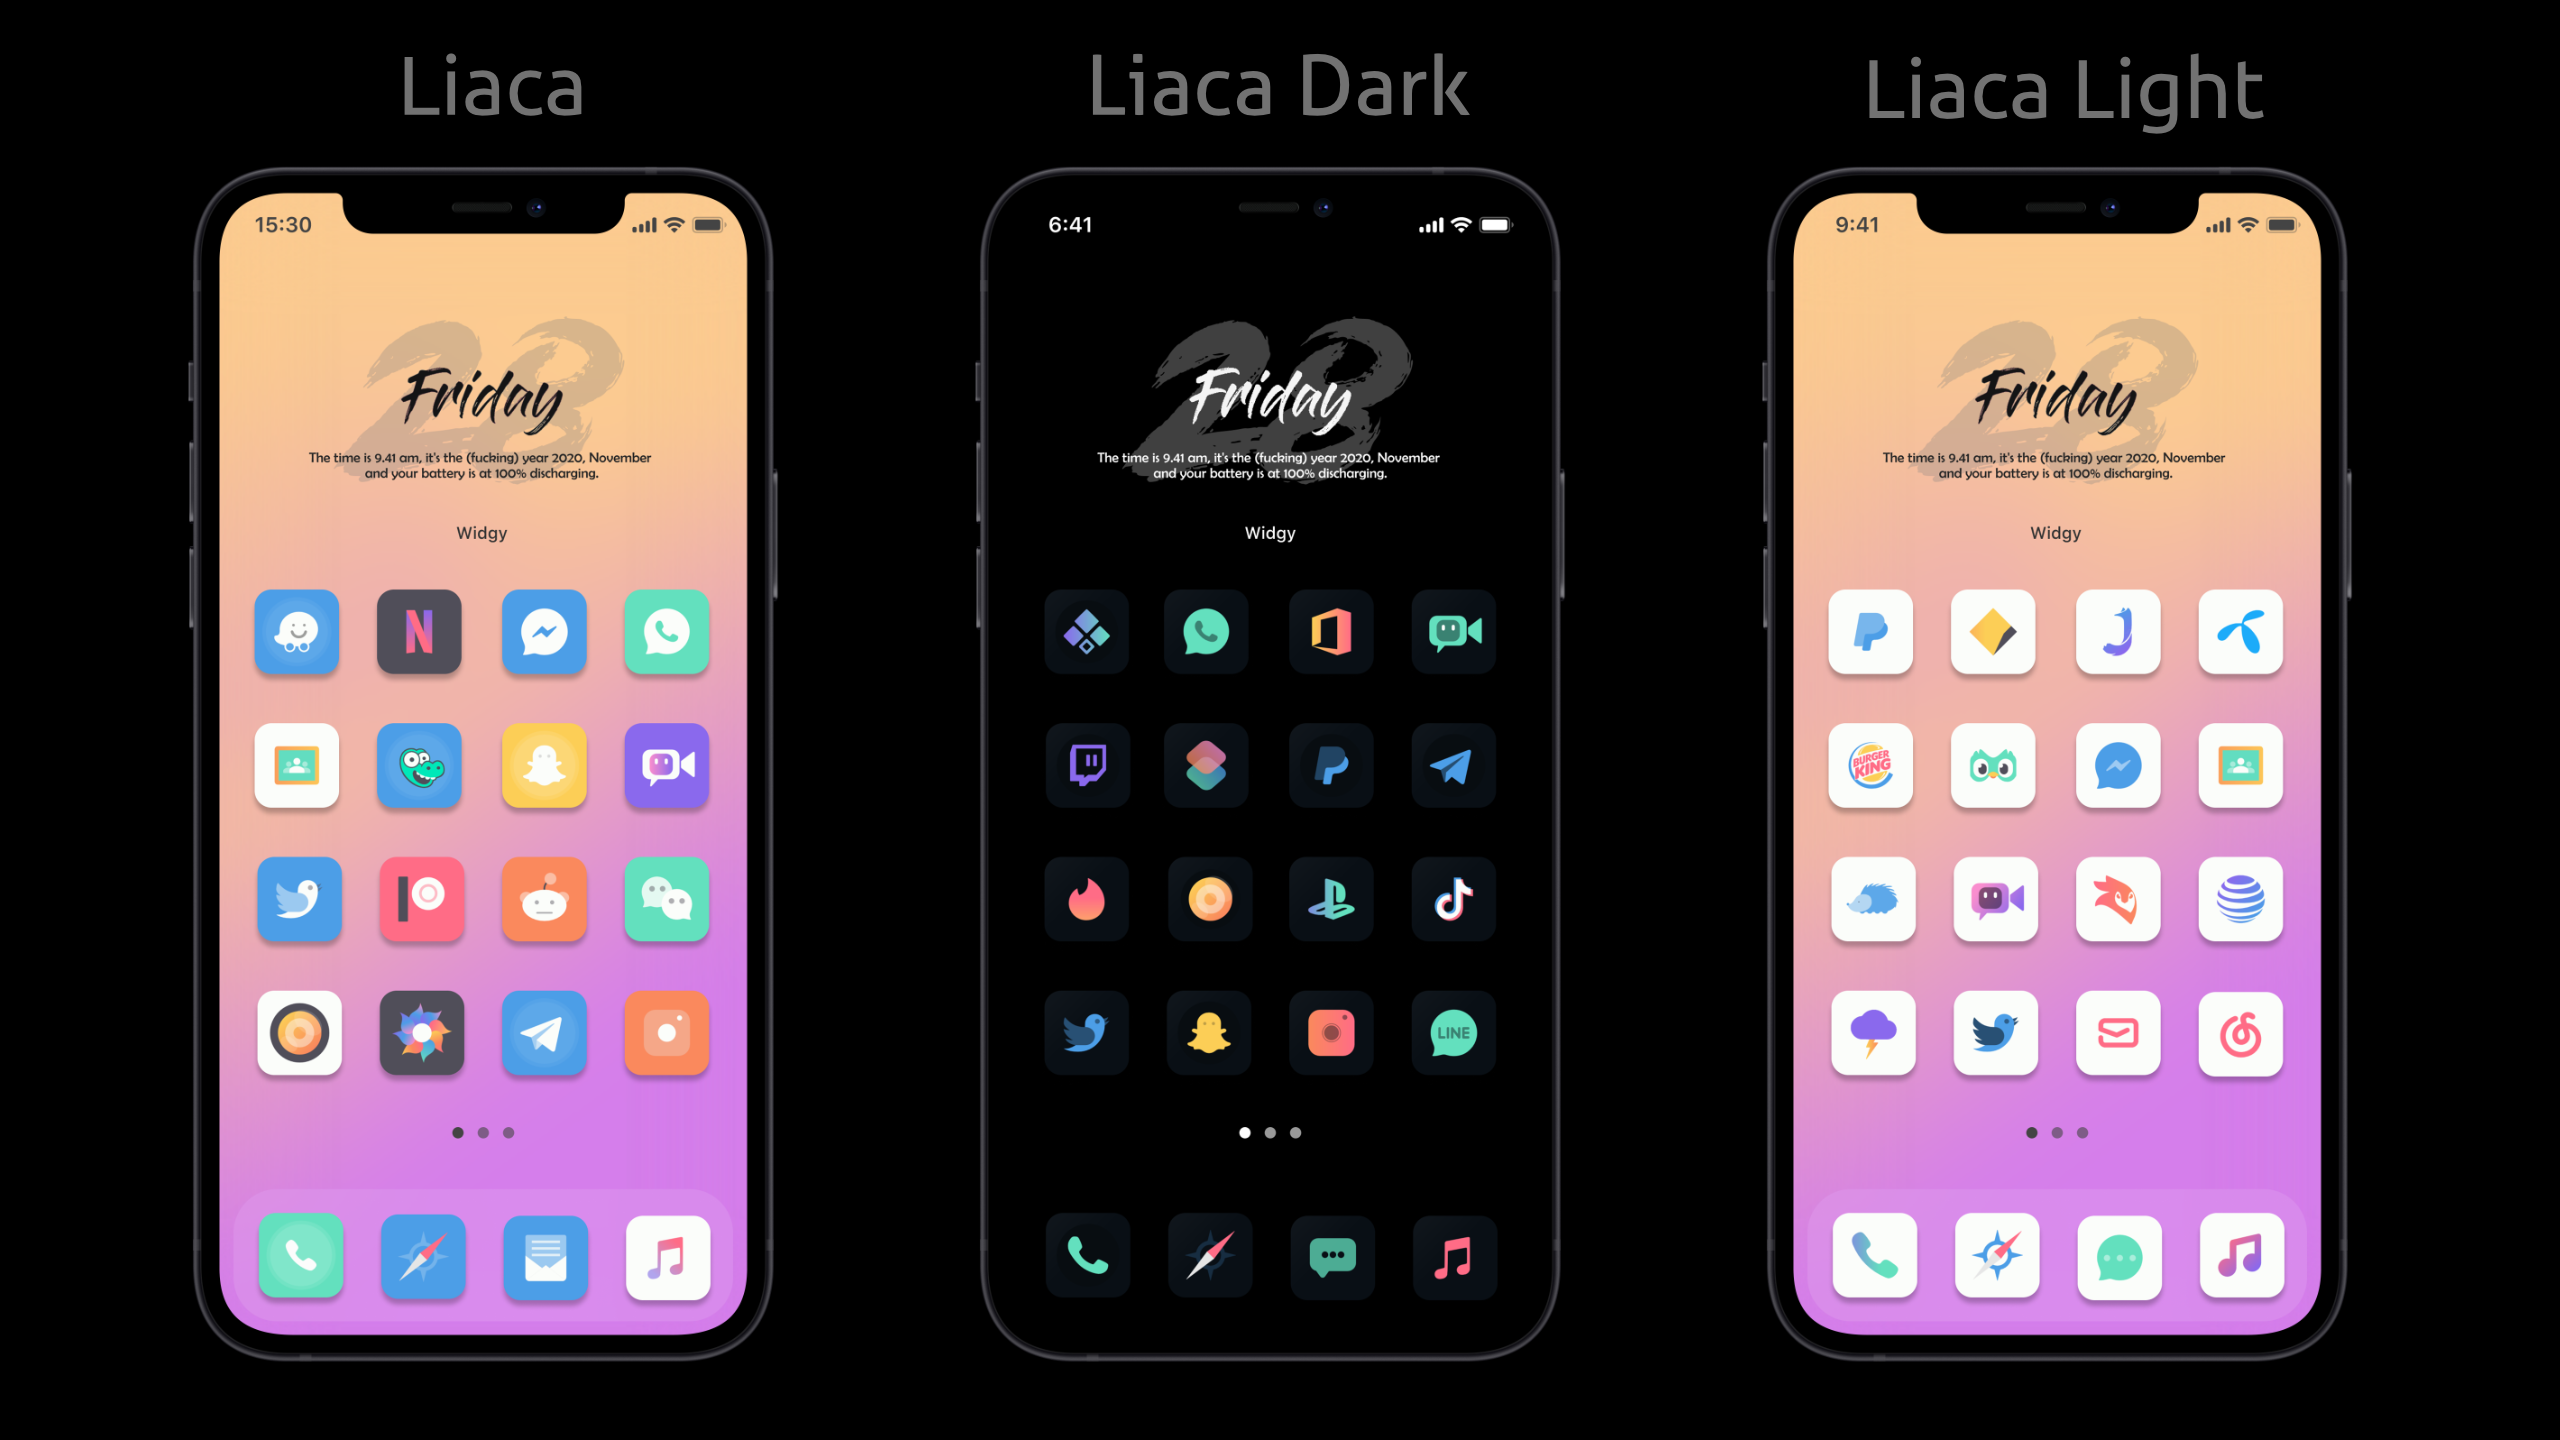 Liaca
Liaca Dark
Liaca Light
15:30
28
Friday
The time is 9.41 am, it's the (fucking) year 2020, November
and your battery is at 100% discharging.
Widgy
N
6:41
28
Friday
The time is 9.41 am, it's the (fucking) year 2020, November
and your battery is at 100% discharging.
Widgy
LINE
9:41
28
Friday
The time is 9.41 am, it's the (fucking) year 2020, November
and your battery is at 100% discharging.
Widgy
BURGER
KING